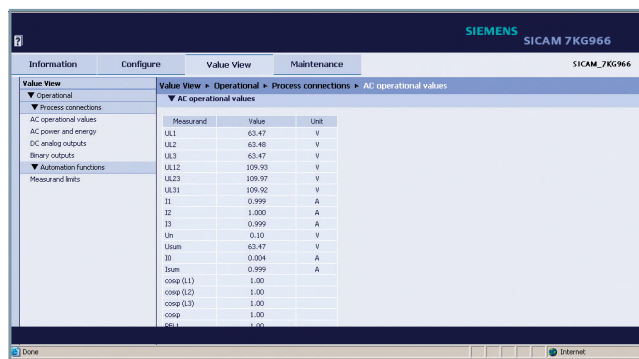 SIEMENS
SICAM 7KG966
?
Information Configure Value View Maintenance SICAM_7KG966
Value View
▼ Operational
▼ Process connections
AC operational values
AC power and energy
DC analog outputs
Binary outputs
▼ Automation functions
Measurand limits
Value View ► Operational ► Process connections ► AC operational values
▼ AC operational values
Measurand Value Unit
UL1 63.47 V
UL2 63.48 V
UL3 63.47 V
UL12 109.93 V
UL23 109.97 V
UL31 109.92 V
I1 0.999 A
I2 1.000 A
I3 0.999 A
Un 0.10 V
Usum 63.47 V
I0 0.004 A
Isum 0.999 A
cosφ (L1) 1.00
cosφ (L2) 1.00
cosφ (L3) 1.00
cosφ 1.00
PFL1 1.00
Done Internet